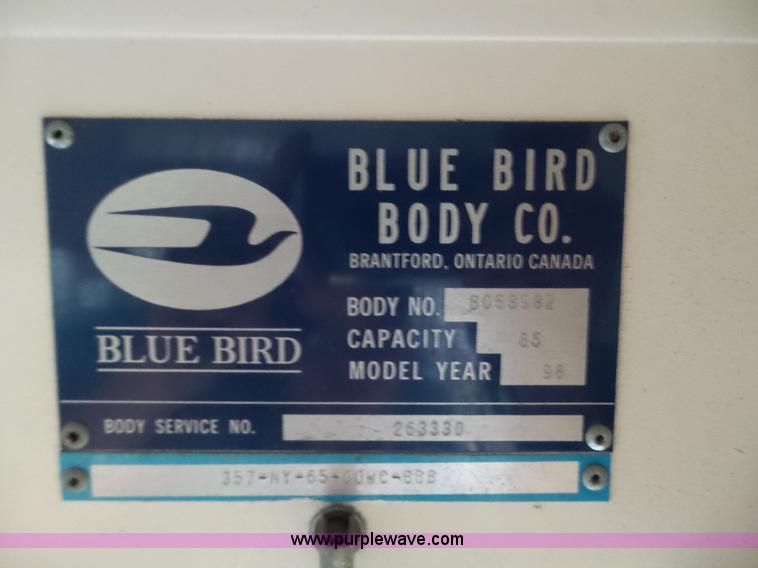 BLUE BIRD
BLUE BIRD
BODY CO.
BRANTFORD, ONTARIO CANADA
BODY NO.
CAPACITY 65
MODEL YEAR 98
BODY SERVICE NO. 263330
www.purplewave.com